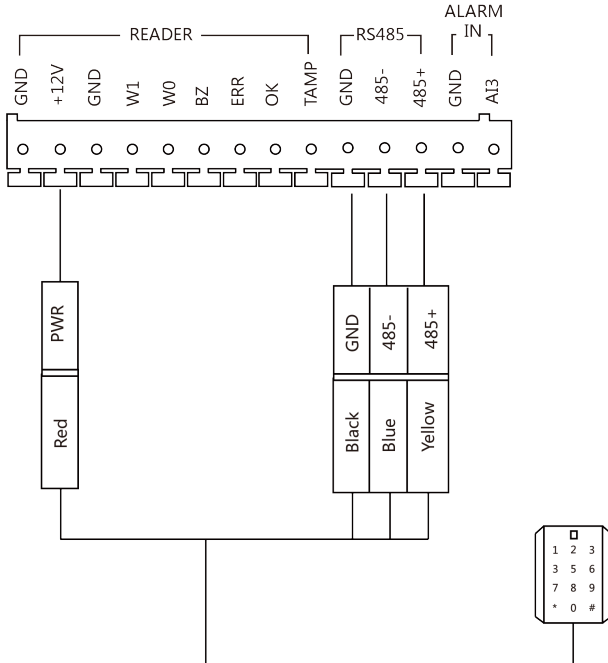 ALARM
READER RS485 IN
GND +12V GND W1 W0 BZ ERR OK TAMP GND 485- 485+ GND AI3
PWR GND 485- 485+
Red Black Blue Yellow
1 2 3
3 5 6
7 8 9
* 0 #